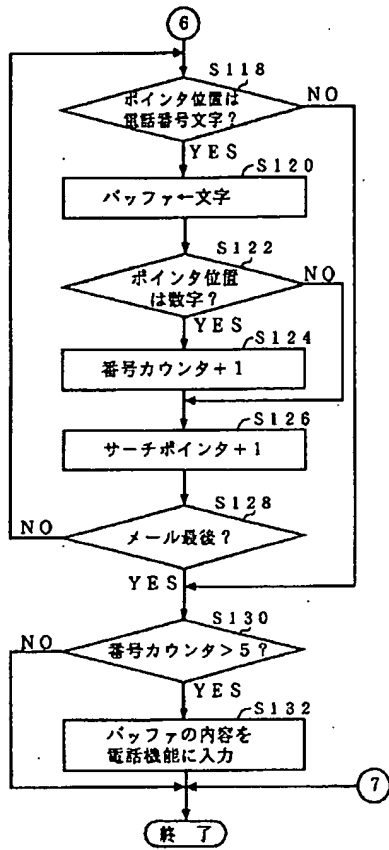 6
S118
ポインタ位置は
電話番号文字?
NO
YES
S120
バッファ←文字
S122
ポインタ位置
は数字?
NO
YES
S124
番号カウンタ+1
S126
サーチポインタ+1
S128
メール最後?
NO
YES
S130
番号カウンタ>5?
NO
YES
S132
バッファの内容を
電話機能に入力
7
終了